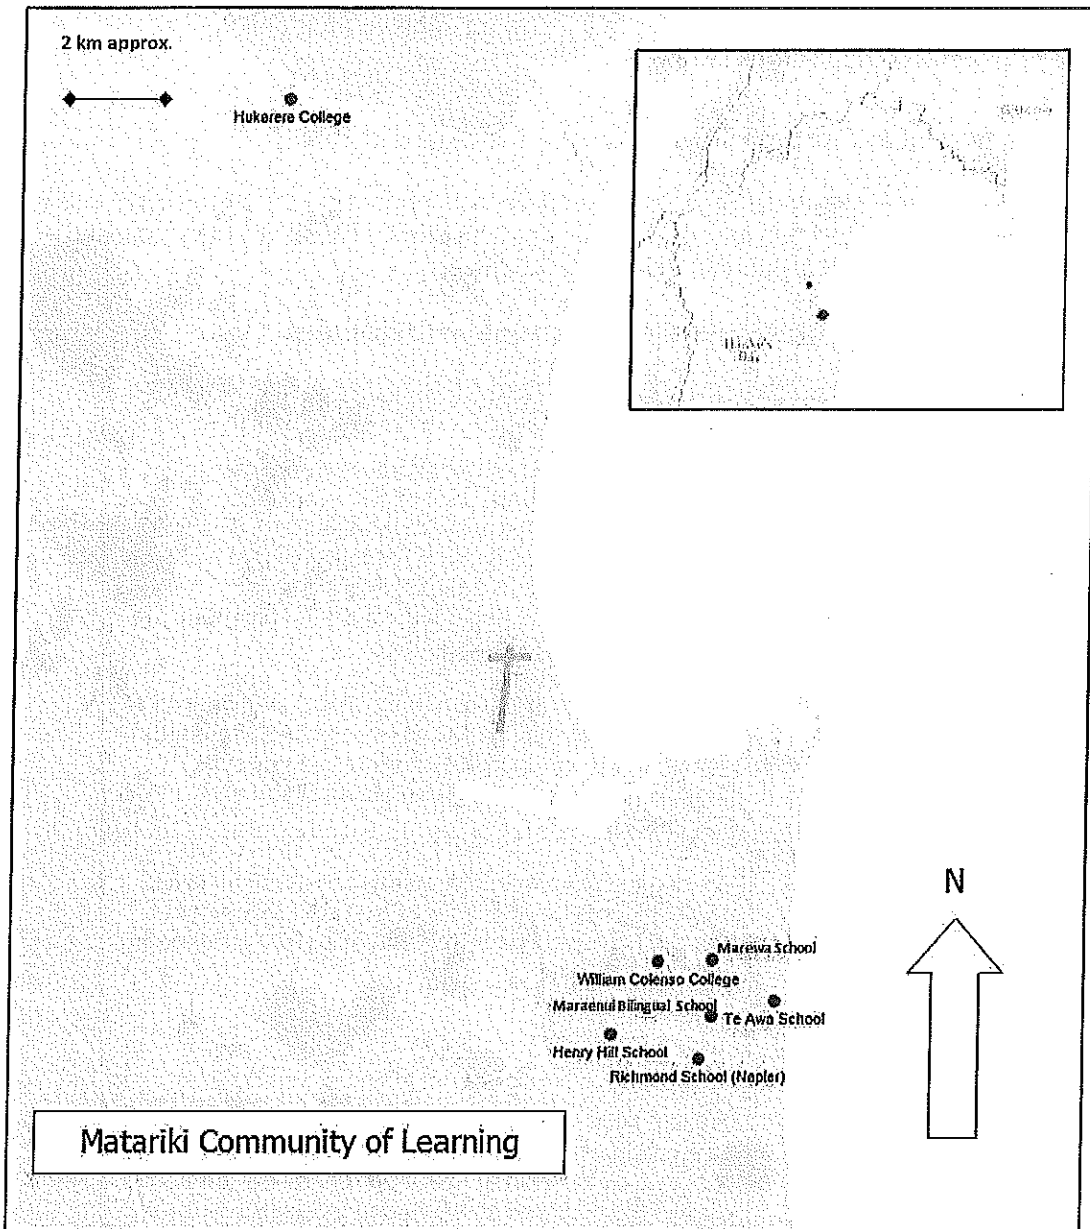 2 km approx.
Hukarere College
N
Marewa School
William Colenso College
Maraenui Bilingual School
Te Awa School
Henry Hill School
Richmond School (Napier)
Matariki Community of Learning